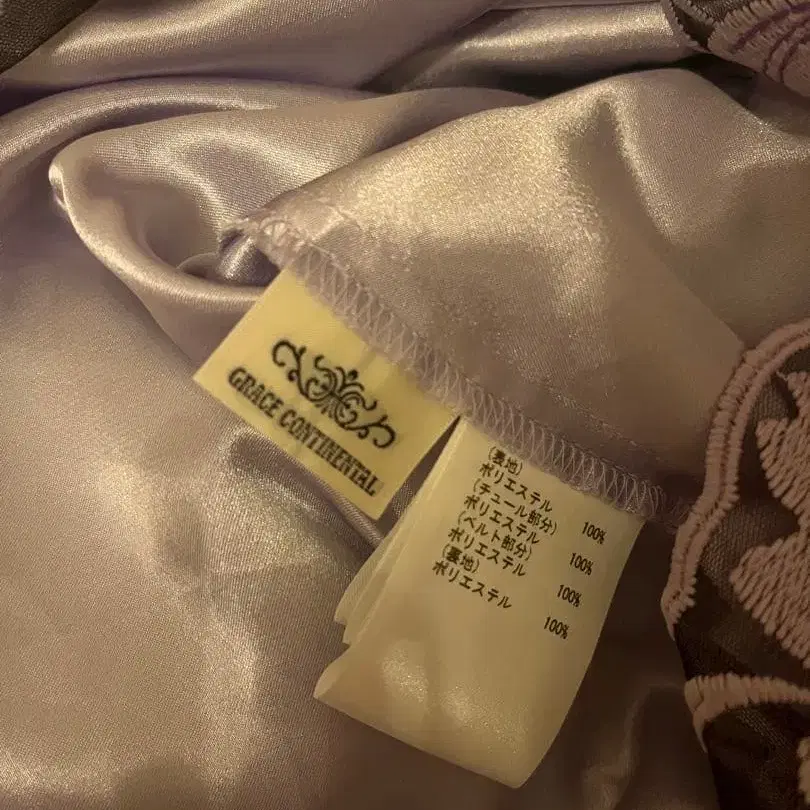 GRACE CONTINENTAL
(表地)
ポリエステル 100%
(チュール部分)
ポリエステル 100%
(ベルト部分)
ポリエステル 100%
(裏地)
ポリエステル 100%